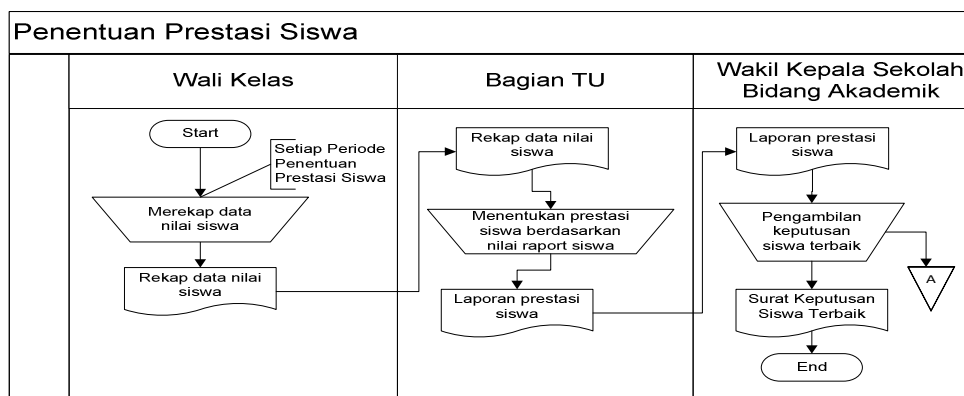 Penentuan Prestasi Siswa
Wali Kelas
Bagian TU
Wakil Kepala Sekolah
Bidang Akademik
Start
Setiap Periode
Penentuan
Prestasi Siswa
Merekap data
nilai siswa
Rekap data nilai
siswa
Rekap data nilai
siswa
Menentukan prestasi
siswa berdasarkan
nilai raport siswa
Laporan prestasi
siswa
Laporan prestasi
siswa
Pengambilan
keputusan
siswa terbaik
A
Surat Keputusan
Siswa Terbaik
End